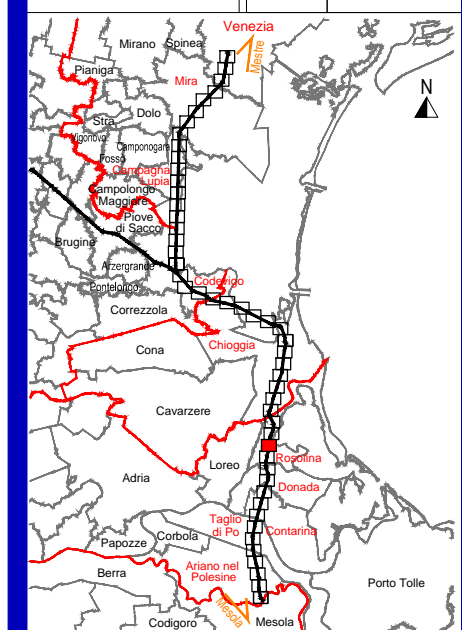 Venezia
Mirano
Spinea
Mestre
Pianiga
Mira
N
Dolo
Stra
Vigonovo
Camponogara
Fosso
Campagna
Lupia
Campolongo
Maggiore
Piove
di Sacco
Brugine
Arzergrande
Codevigo
Pontelongo
Correzzola
Chioggia
Cona
Cavarzere
Rosolina
Loreo
Adria
Donada
Taglio
di Po
Contarina
Corbola
Papozze
Berra
Ariano nel
Polesine
Porto Tolle
Mesola
Mesola
Codigoro